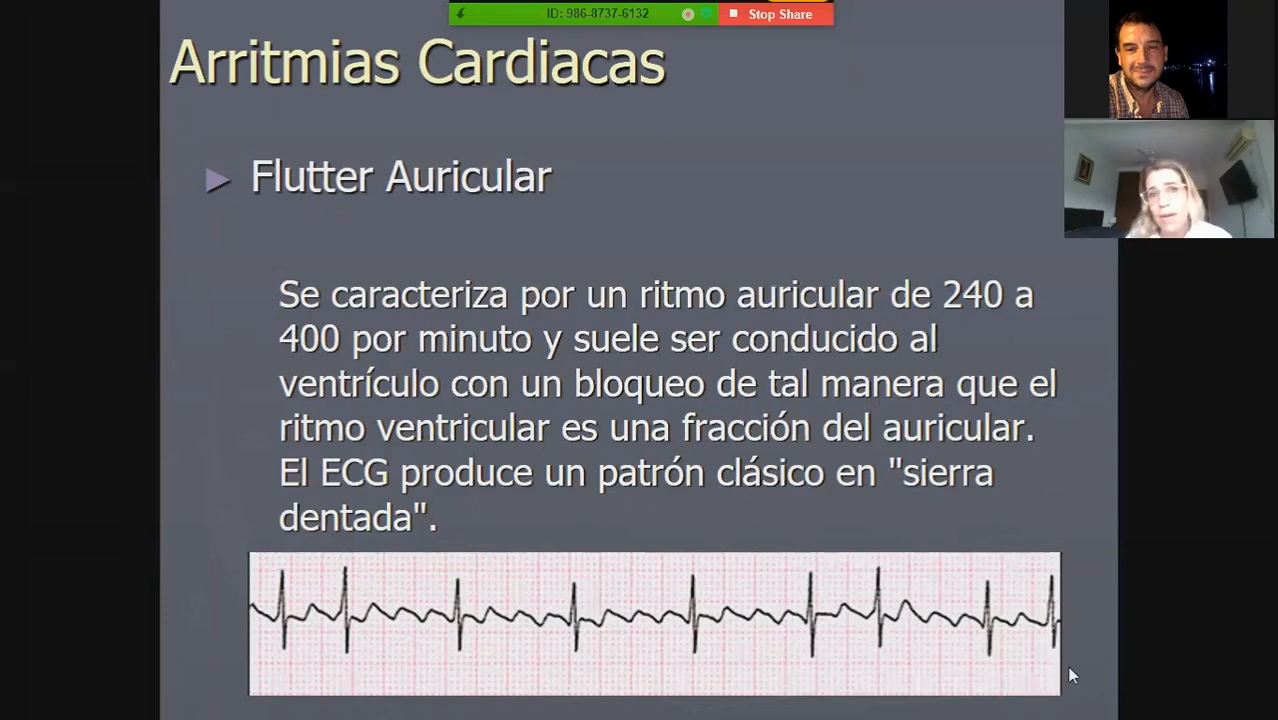 ID: 986-8737-6132
Stop Share
Arritmias Cardiacas
Flutter Auricular
Se caracteriza por un ritmo auricular de 240 a
400 por minuto y suele ser conducido al
ventrículo con un bloqueo de tal manera que el
ritmo ventricular es una fracción del auricular.
El ECG produce un patrón clásico en "sierra
dentada".